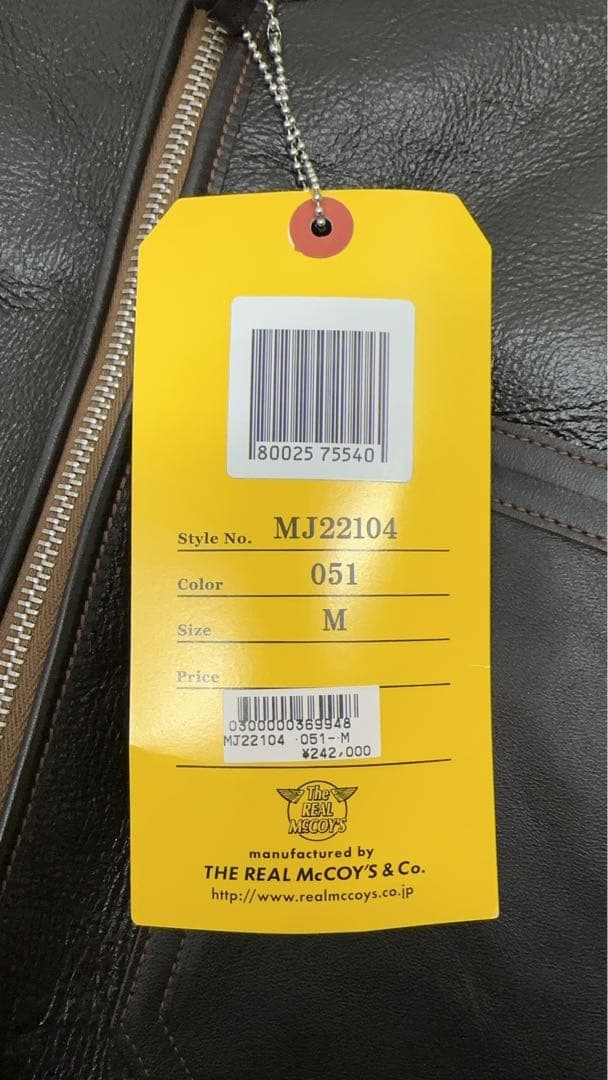 80025 75540
Style No. MJ22104
Color 051
Size M
Price
0300000369948
MJ22104 051--M
¥242,000
The
REAL
McCOY'S
manufactured by
THE REAL McCOY'S & Co.
http://www.realmccoys.co.jp